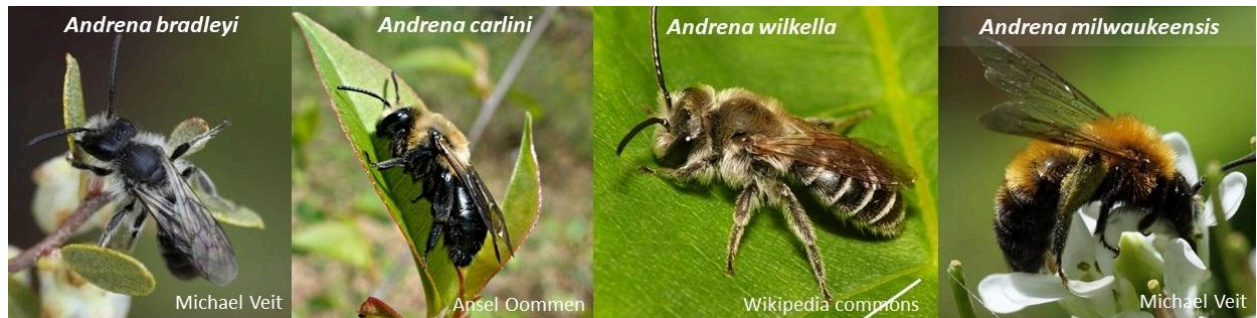 Andrena bradleyi
Andrena carlini
Andrena wilkella
Andrena milwaukeensis
Michael Veit
Ansel Oommen
Wikipedia commons
Michael Veit